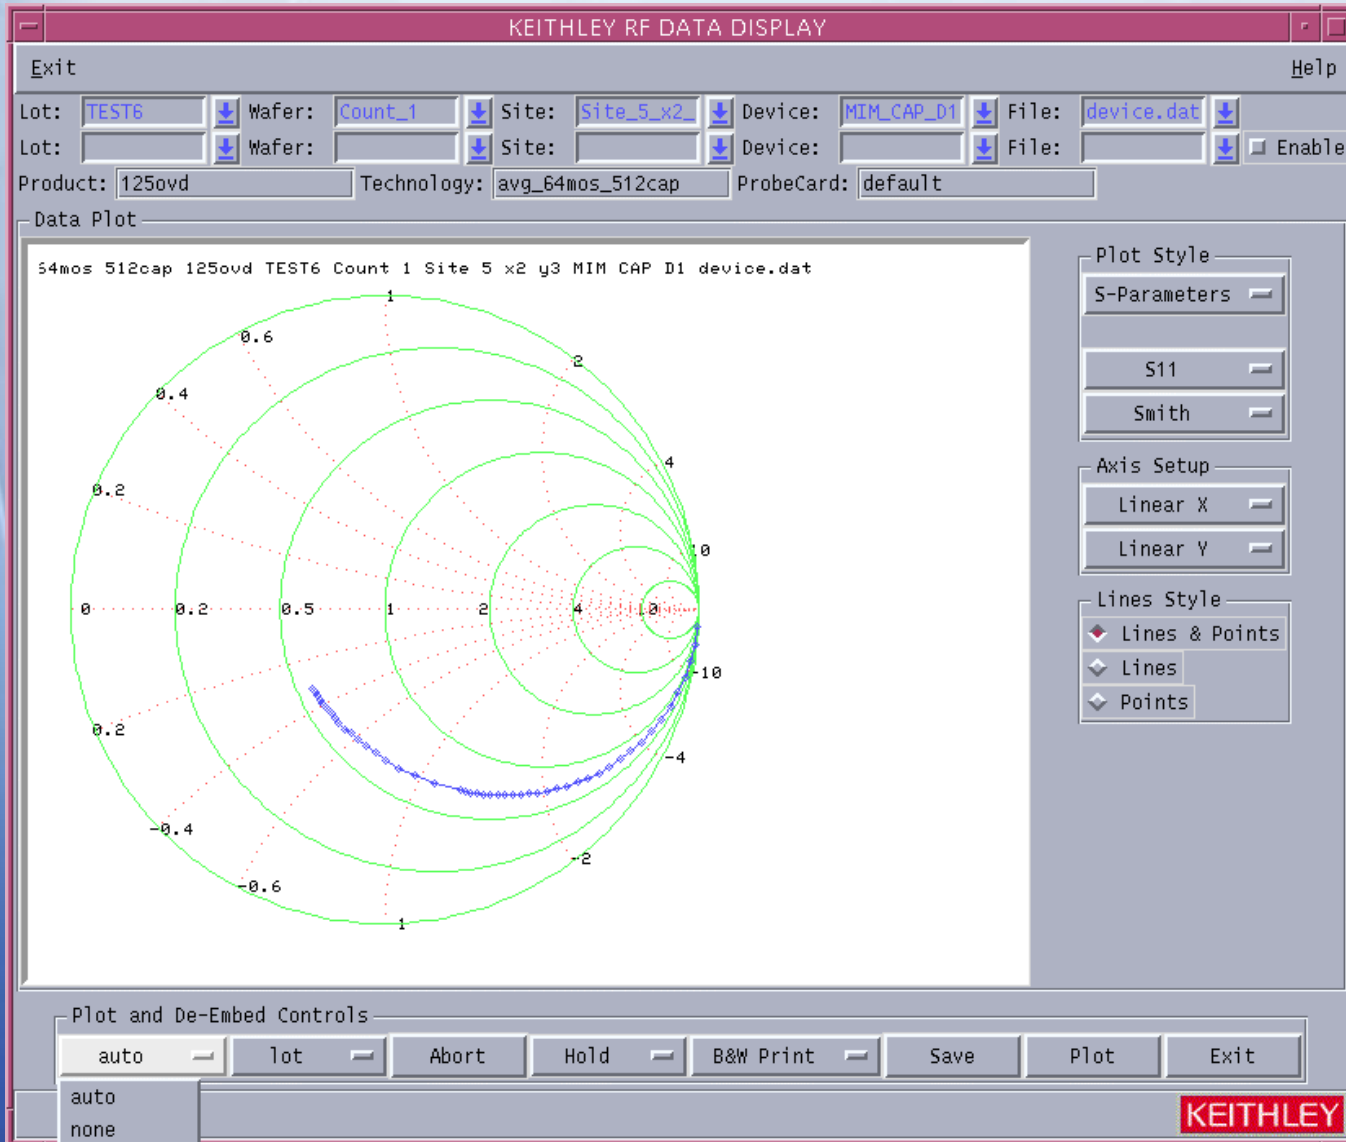 KEITHLEY RF DATA DISPLAY
Exit Help
Lot: TEST6 Wafer: Count_1 Site: Site_5_x2_ Device: MIM_CAP_D1 File: device.dat
Lot: Wafer: Site: Device: File: Enable
Product: 125ovd Technology: avg_64mos_512cap ProbeCard: default
Data Plot
64mos 512cap 125ovd TEST6 Count 1 Site 5 x2 y3 MIM CAP D1 device.dat
1
0.6
2
0.4
4
0.2
10
0 0.2 0.5 1 2 4 10
-10
0.2
-4
-0.4
-2
-0.6
1
Plot Style
S-Parameters
S11
Smith
Axis Setup
Linear X
Linear Y
Lines Style
Lines & Points
Lines
Points
Plot and De-Embed Controls
auto lot Abort Hold B&W Print Save Plot Exit
auto
none
KEITHLEY